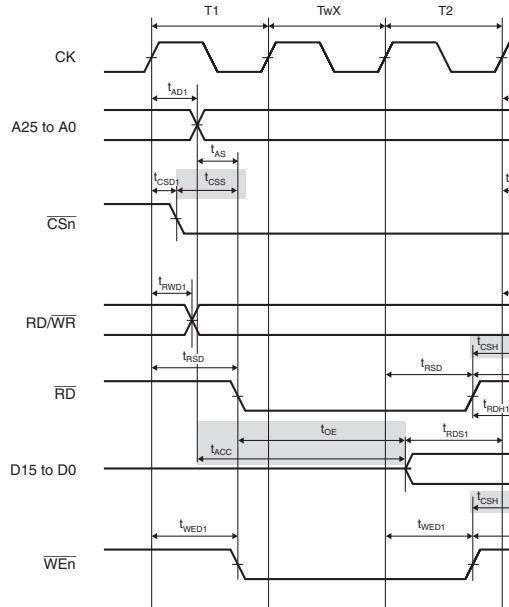 T1 TwX T2
CK
tAD1
A25 to A0
tAS
tCSD1 tCSS
CSn
tRWD1
RD/WR
tCSH
tRSD tRSD
RD
tRDH1
tOE tRDS1
tACC
D15 to D0
tCSH
tWED1 tWED1
WEn